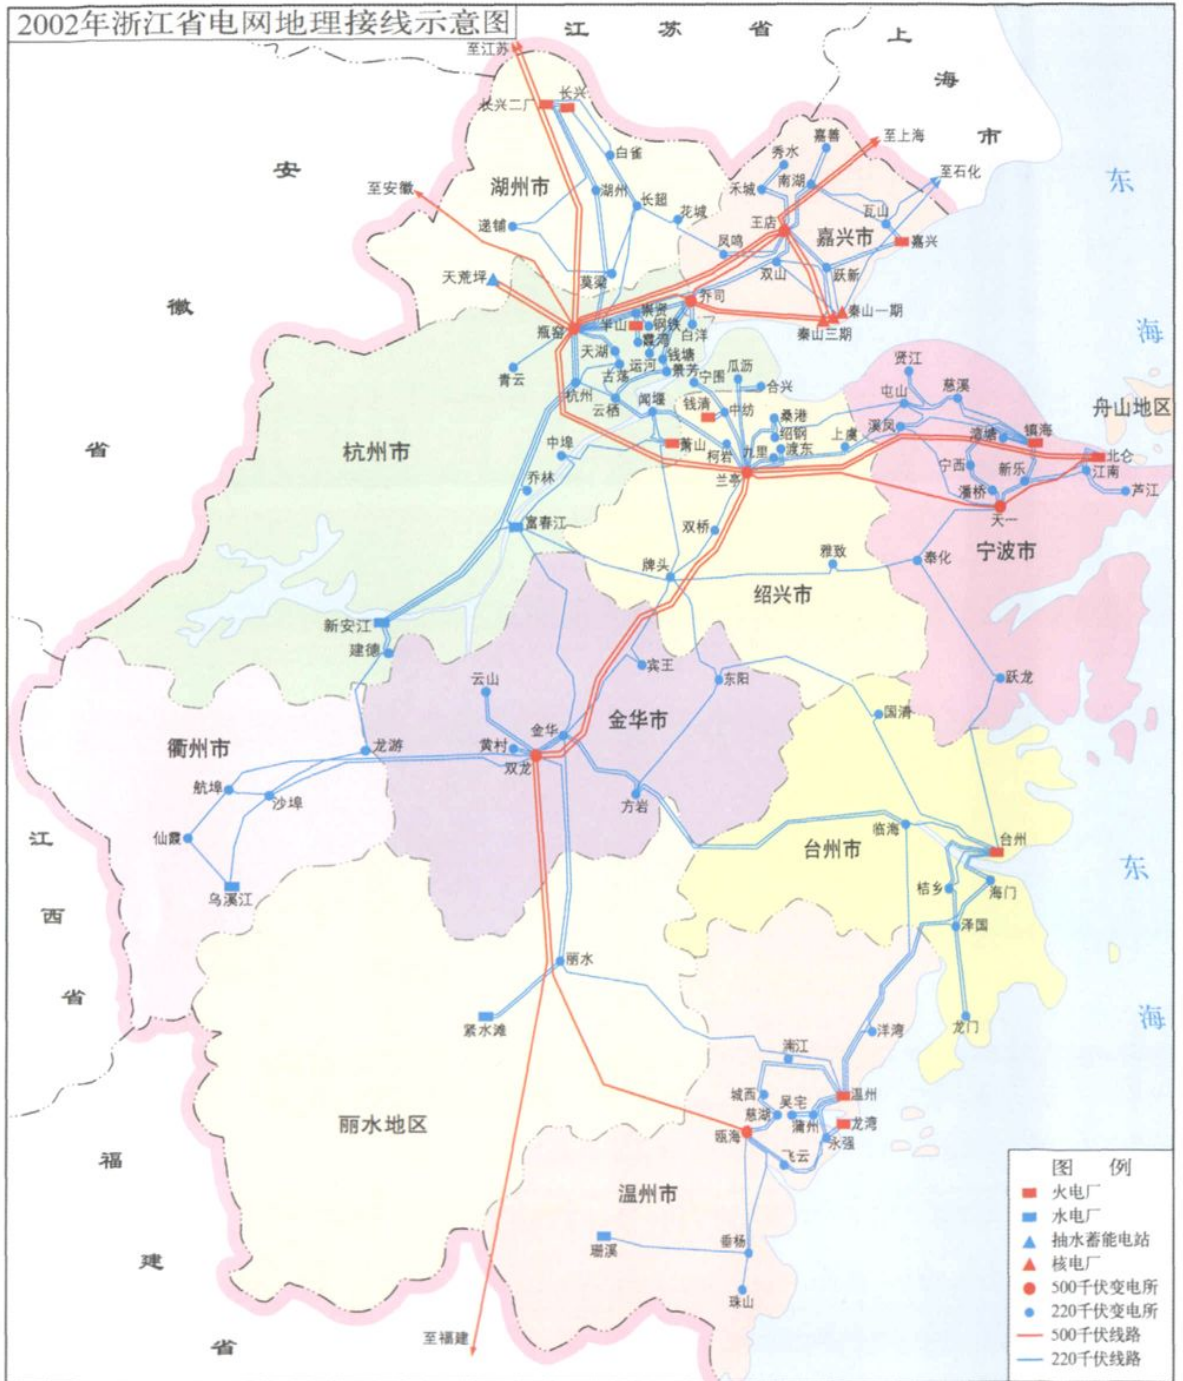 2002年浙江省电网地理接线示意图
江 苏 省
上
海
市
安
徽
省
江
西
省
福
建
省
东
海
东
海
至江苏
长兴二厂
长兴
白雀
湖州市
湖州
长超
花城
递铺
至安徽
天荒坪
莫梁
嘉善
秀水
南湖
禾城
至上海
至石化
瓦山
王店
嘉兴市
嘉兴
凤鸣
双山
跃新
乔司
秦山一期
秦山三期
瓶窑
崇贤
半山
钢铁
白洋
霞湾
天湖
运河
钱塘
古荡
景芳
宁围
瓜沥
合兴
青云
杭州
云栖
闻堰
钱清
中纺
桑港
绍钢
渡东
九里
上虞
萧山
柯岩
兰亭
中埠
杭州市
乔林
富春江
双桥
牌头
雅致
绍兴市
贤江
屯山
慈溪
溪凤
湾塘
镇海
北仑
宁西
新乐
江南
潘桥
芦江
天一
舟山地区
奉化
宁波市
跃龙
新安江
建德
云山
宾王
东阳
金华市
金华
黄村
双龙
方岩
国清
衢州市
龙游
航埠
沙埠
仙霞
乌溪江
临海
台州
台州市
桔乡
海门
泽国
龙门
丽水
紧水滩
洋湾
丽水地区
城西
吴宅
温州
慈湖
蒲州
龙湾
瓯海
永强
飞云
温州市
珊溪
垂杨
珠山
至福建
图 例
火电厂
水电厂
抽水蓄能电站
核电厂
500千伏变电所
220千伏变电所
500千伏线路
220千伏线路